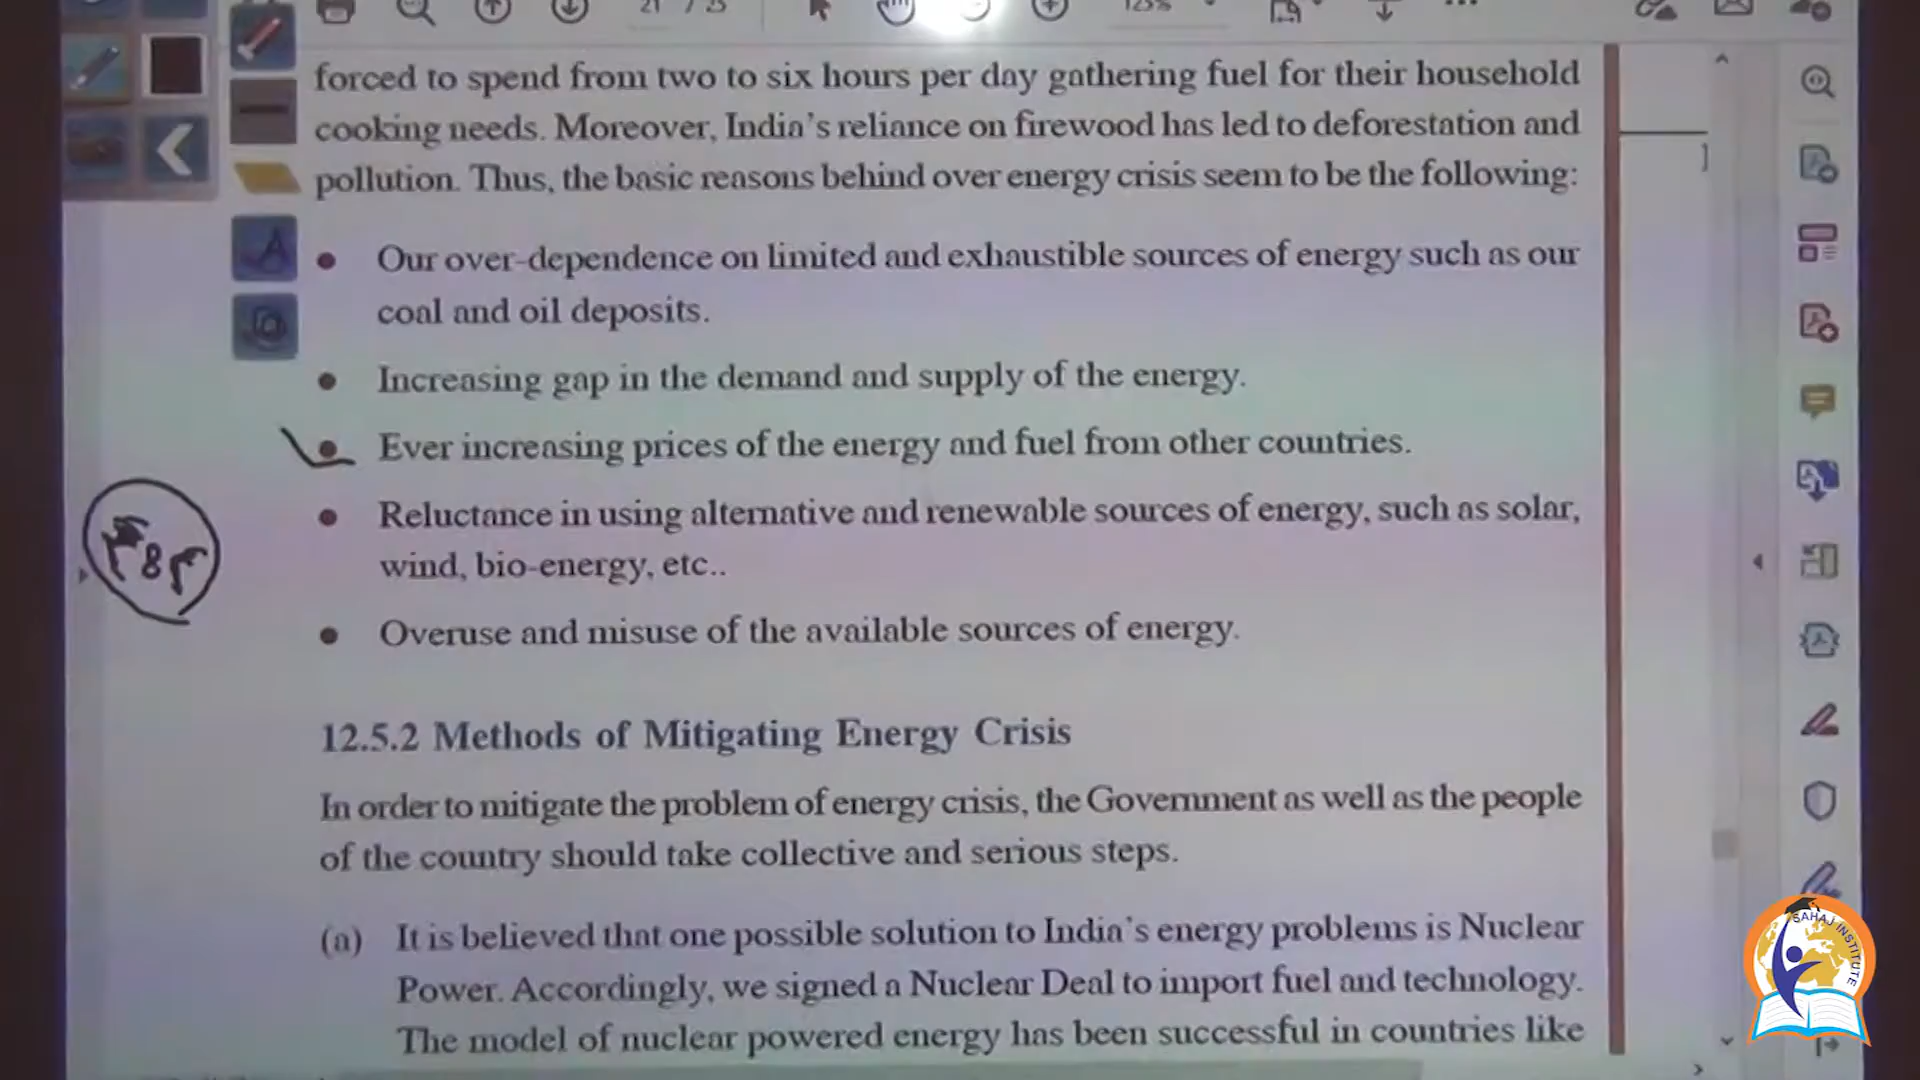 21 / 25
125%
forced to spend from two to six hours per day gathering fuel for their household
cooking needs. Moreover, India's reliance on firewood has led to deforestation and
pollution. Thus, the basic reasons behind over energy crisis seem to be the following:
• Our over-dependence on limited and exhaustible sources of energy such as our
coal and oil deposits.
• Increasing gap in the demand and supply of the energy.
• Ever increasing prices of the energy and fuel from other countries.
• Reluctance in using alternative and renewable sources of energy, such as solar,
wind, bio-energy, etc..
• Overuse and misuse of the available sources of energy.
12.5.2 Methods of Mitigating Energy Crisis
In order to mitigate the problem of energy crisis, the Government as well as the people
of the country should take collective and serious steps.
(a) It is believed that one possible solution to India's energy problems is Nuclear
Power. Accordingly, we signed a Nuclear Deal to import fuel and technology.
The model of nuclear powered energy has been successful in countries like
SAHAJ INSTITUTE